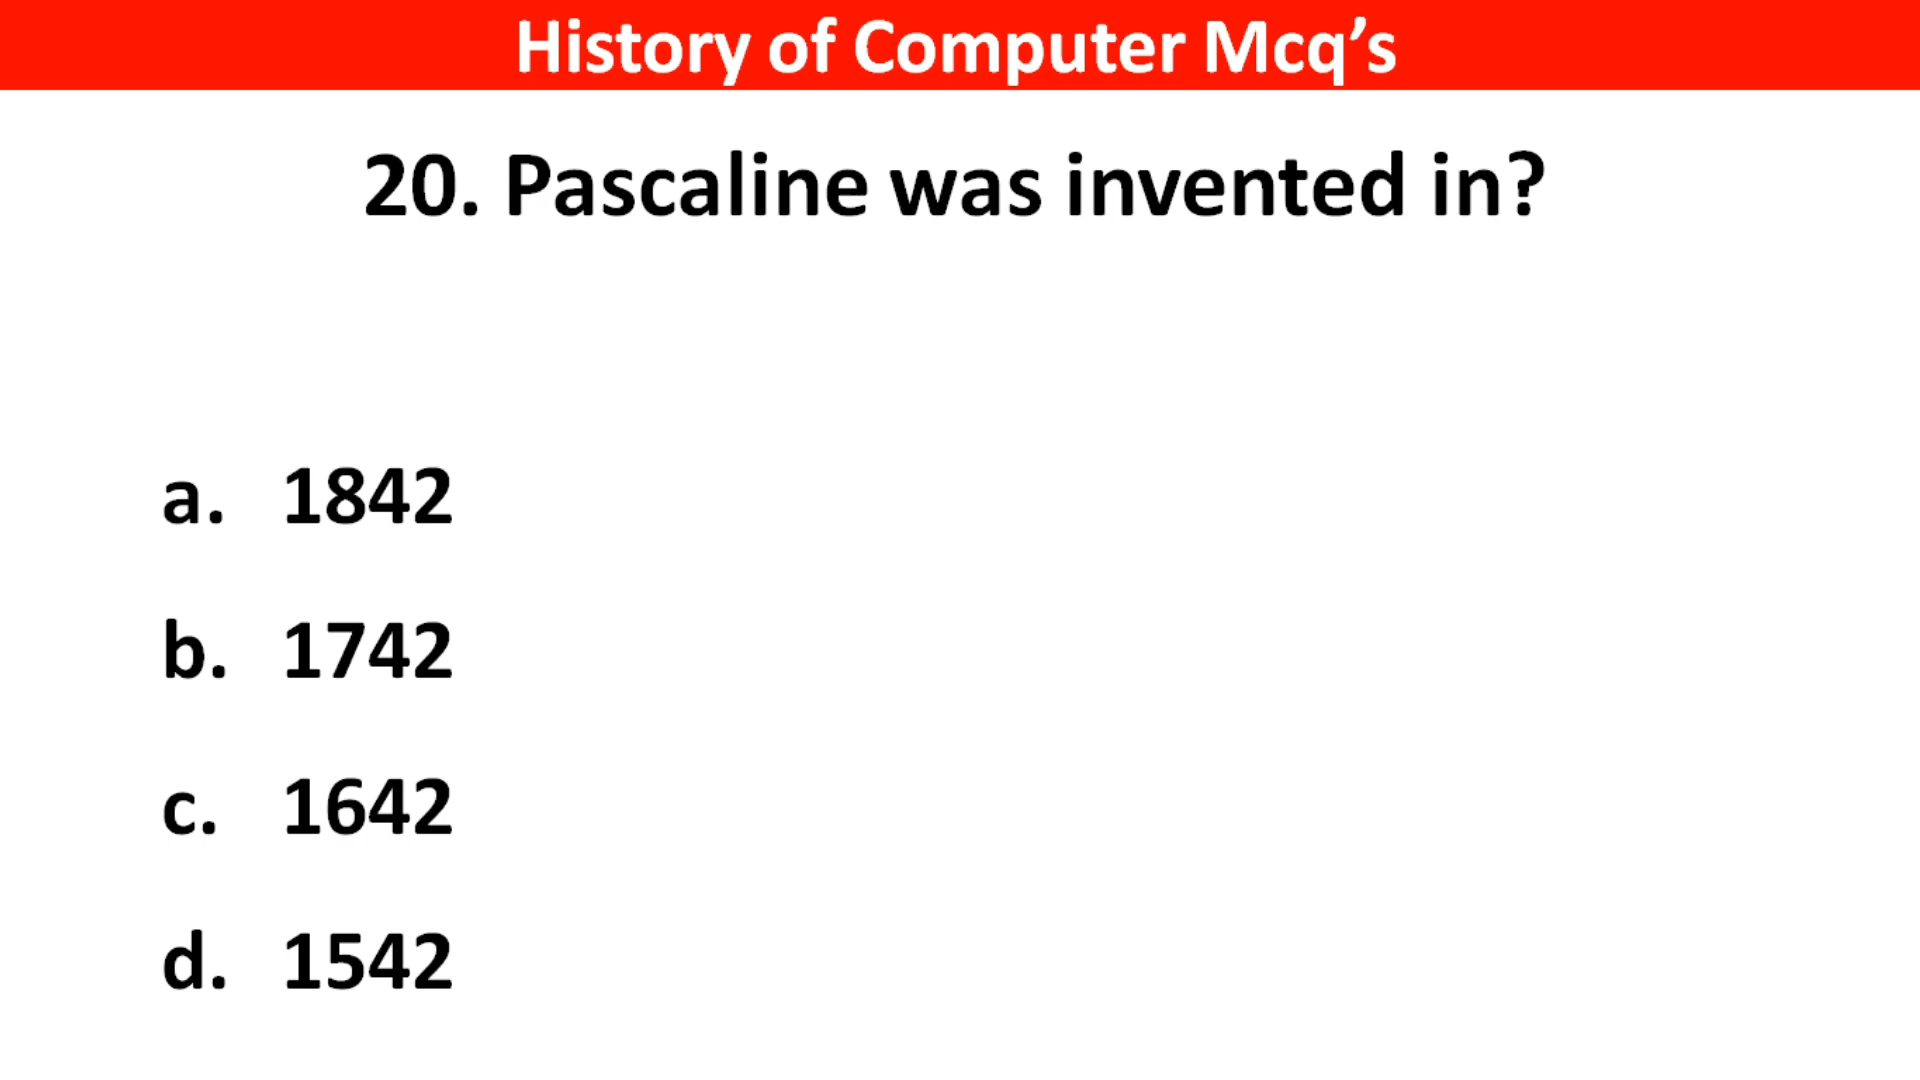 History of Computer Mcq’s
20. Pascaline was invented in?
a. 1842
b. 1742
c. 1642
d. 1542